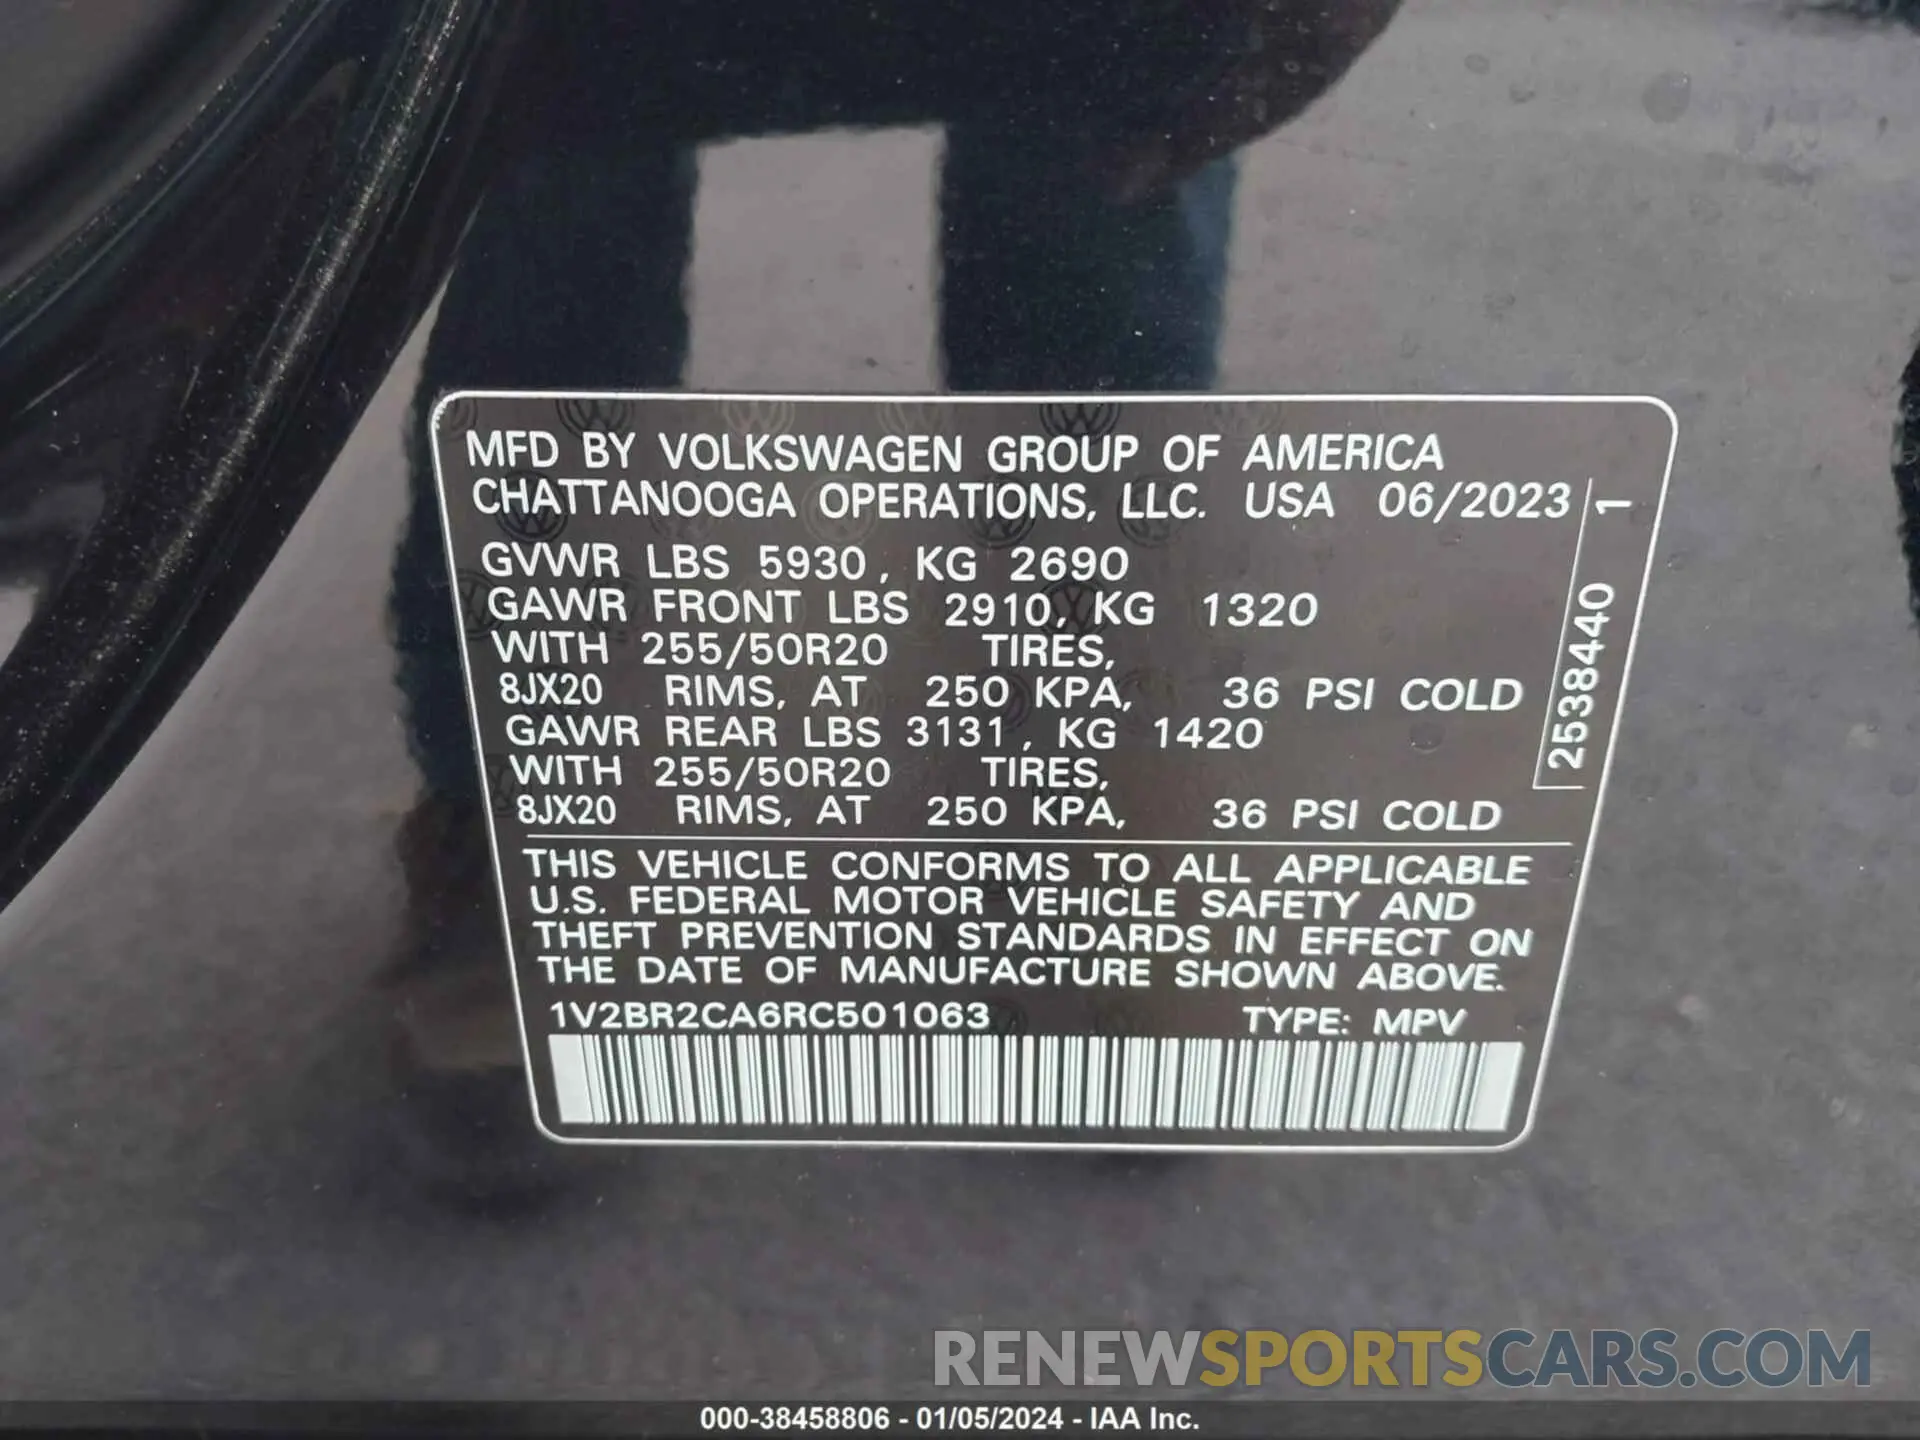 MFD BY VOLKSWAGEN GROUP OF AMERICA
CHATTANOOGA OPERATIONS, LLC. USA 06/2023
GVWR LBS 5930, KG 2690
GAWR FRONT LBS 2910, KG 1320
WITH 255/50R20 TIRES,
8JX20 RIMS, AT 250 KPA, 36 PSI COLD
GAWR REAR LBS 3131, KG 1420
WITH 255/50R20 TIRES,
8JX20 RIMS, AT 250 KPA, 36 PSI COLD
2538440 1
THIS VEHICLE CONFORMS TO ALL APPLICABLE
U.S. FEDERAL MOTOR VEHICLE SAFETY AND
THEFT PREVENTION STANDARDS IN EFFECT ON
THE DATE OF MANUFACTURE SHOWN ABOVE.
1V2BR2CA6RC501063 TYPE: MPV
RENEWSPORTSCARS.COM
000-38458806 - 01/05/2024 - IAA Inc.